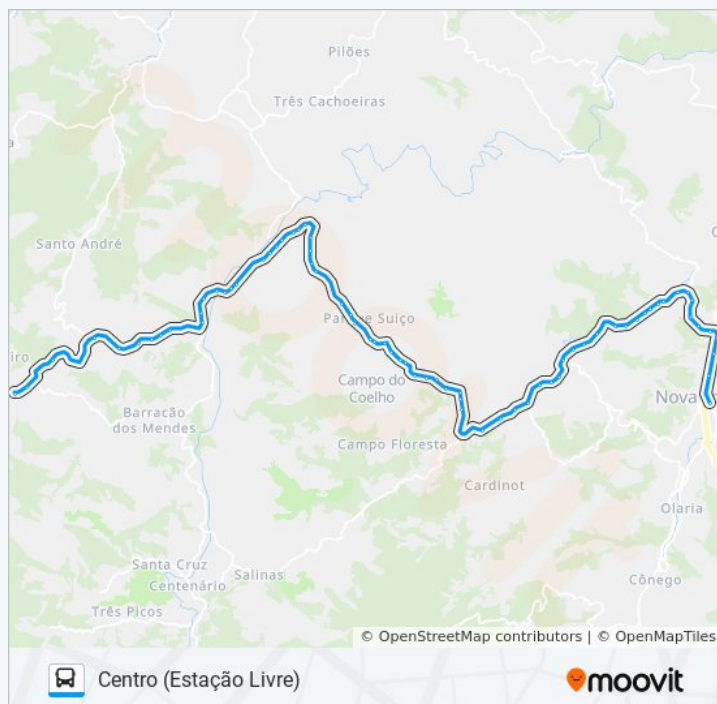 Pilões
Três Cachoeiras
Santo André
Parque Suiço
iro
Campo do
Coelho
Nova
Barracão
dos Mendes
Campo Floresta
Cardinot
Olaria
Santa Cruz
Centenário
Salinas
Cônego
Três Picos
© OpenStreetMap contributors | © OpenMapTiles
Centro (Estação Livre)
moovit